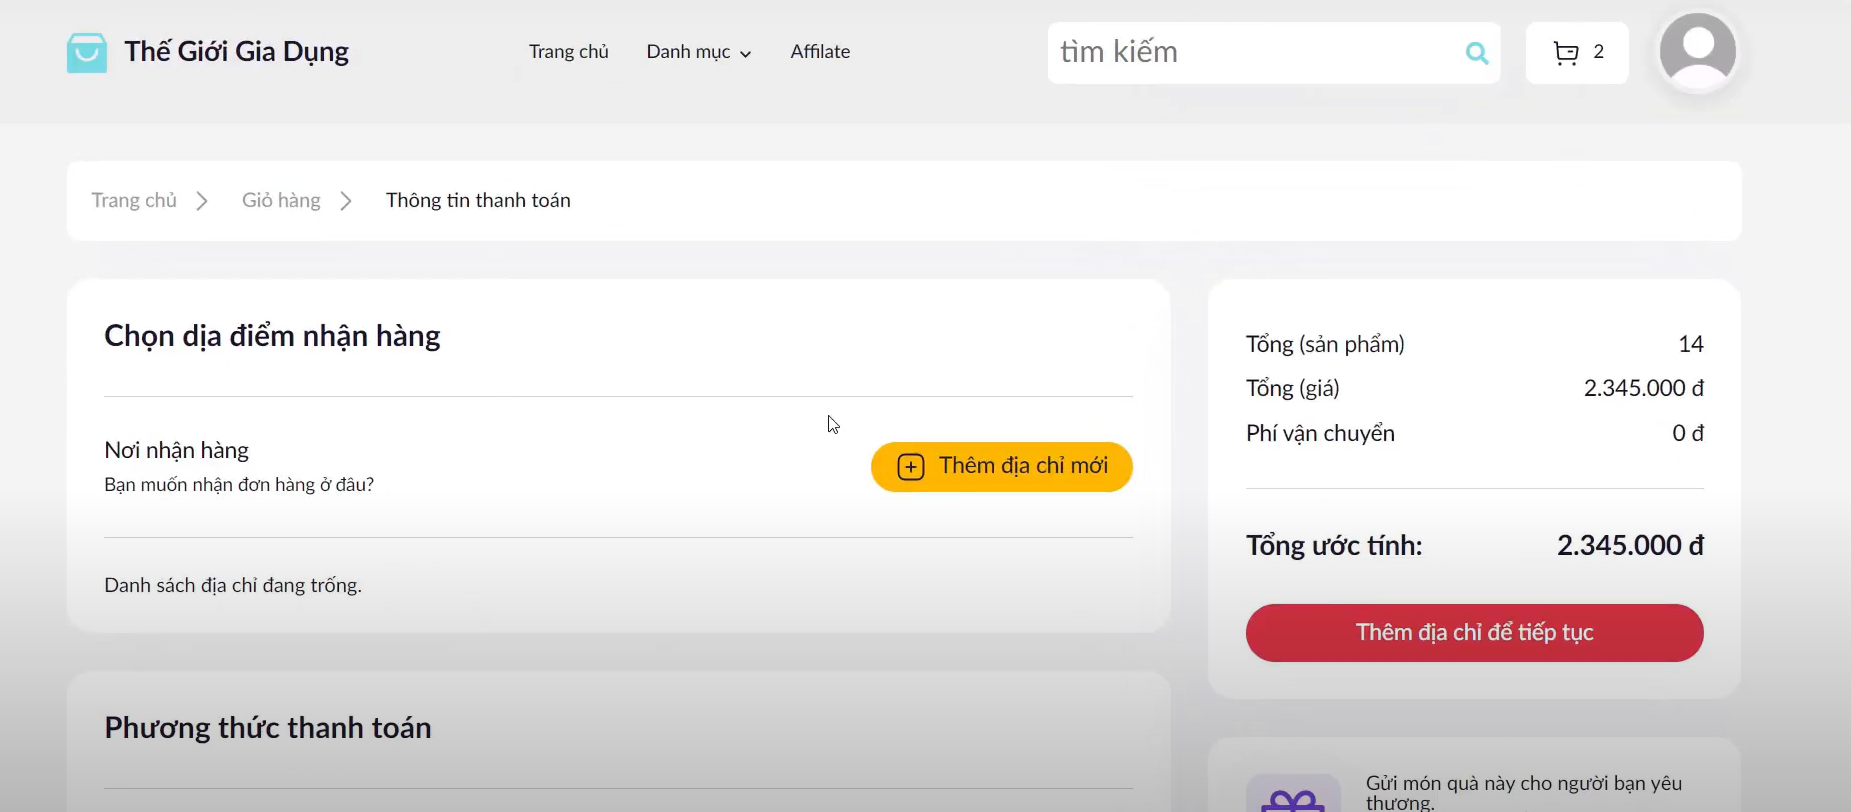 Thế Giới Gia Dụng
Trang chủ
Danh mục
Affilate
tìm kiếm
2
Trang chủ
Giỏ hàng
Thông tin thanh toán
Chọn dịa điểm nhận hàng
Nơi nhận hàng
Bạn muốn nhận đơn hàng ở đâu?
Thêm địa chỉ mới
Danh sách địa chỉ đang trống.
Phương thức thanh toán
Tổng (sản phẩm) 14
Tổng (giá) 2.345.000 đ
Phí vận chuyển 0 đ
Tổng ước tính: 2.345.000 đ
Thêm địa chỉ để tiếp tục
Gửi món quà này cho người bạn yêu
thương.